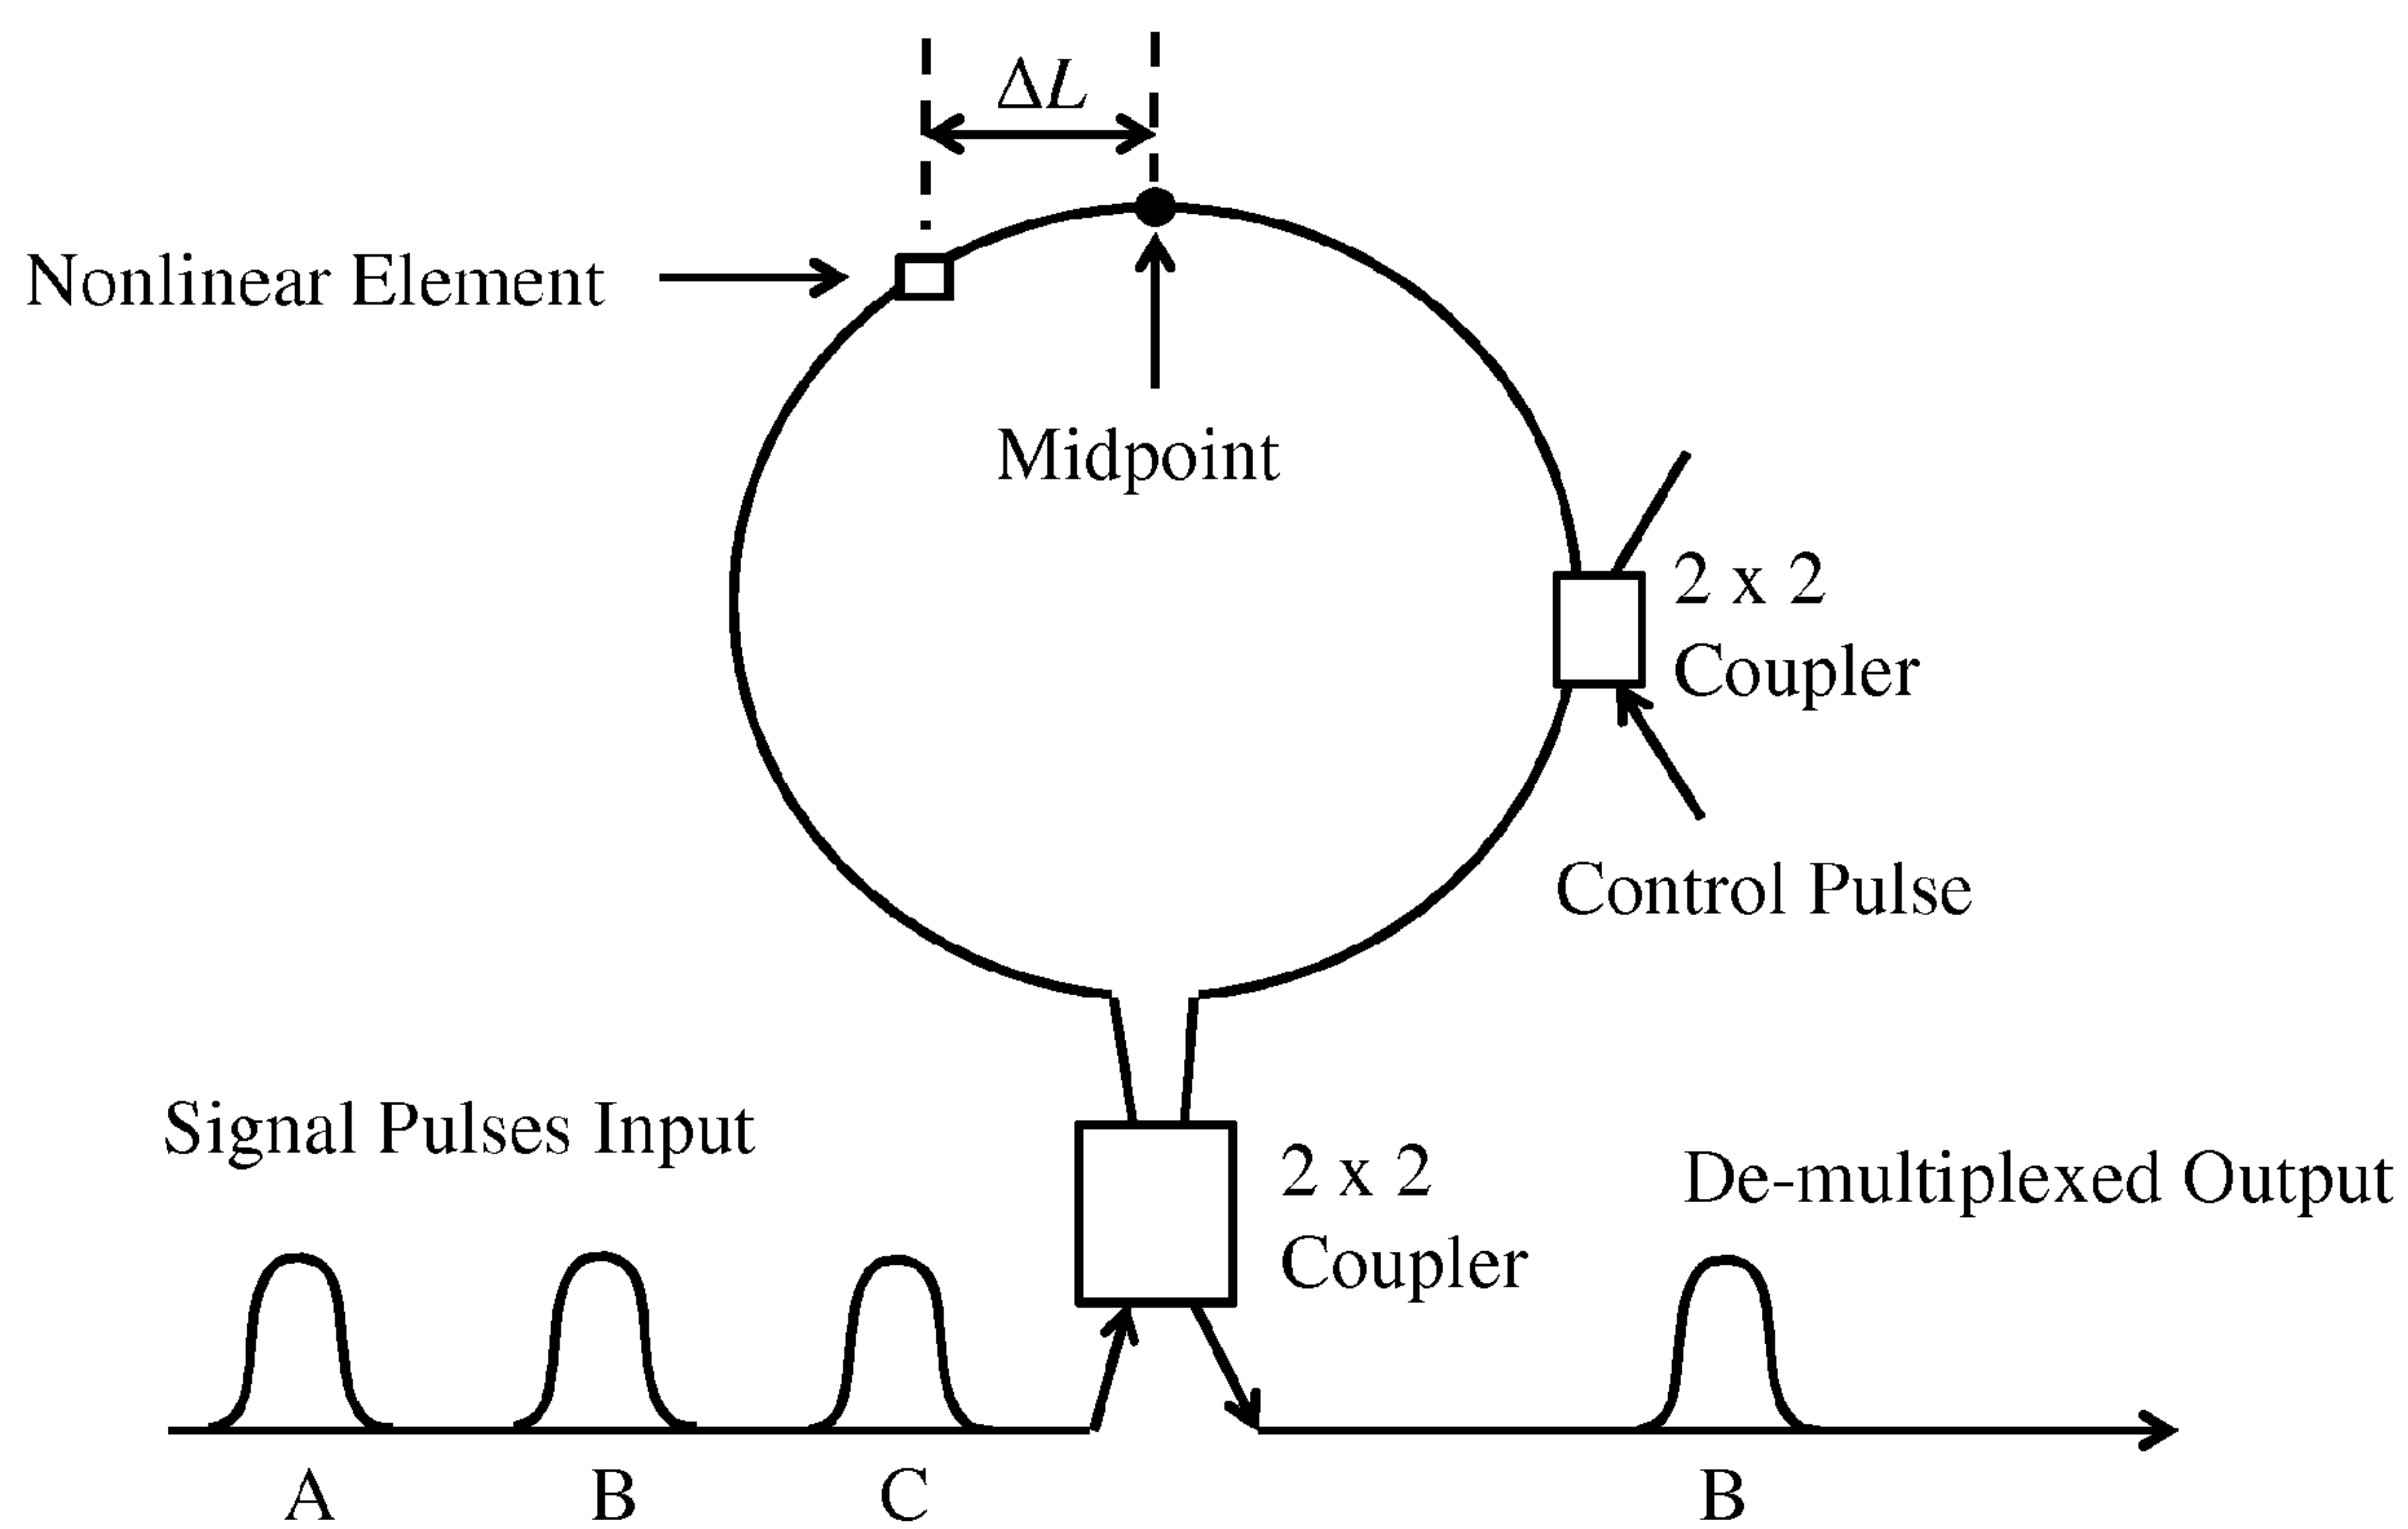 ΔL
Nonlinear Element
Midpoint
2 x 2
Coupler
Control Pulse
Signal Pulses Input
2 x 2
Coupler
De-multiplexed Output
A
B
C
B